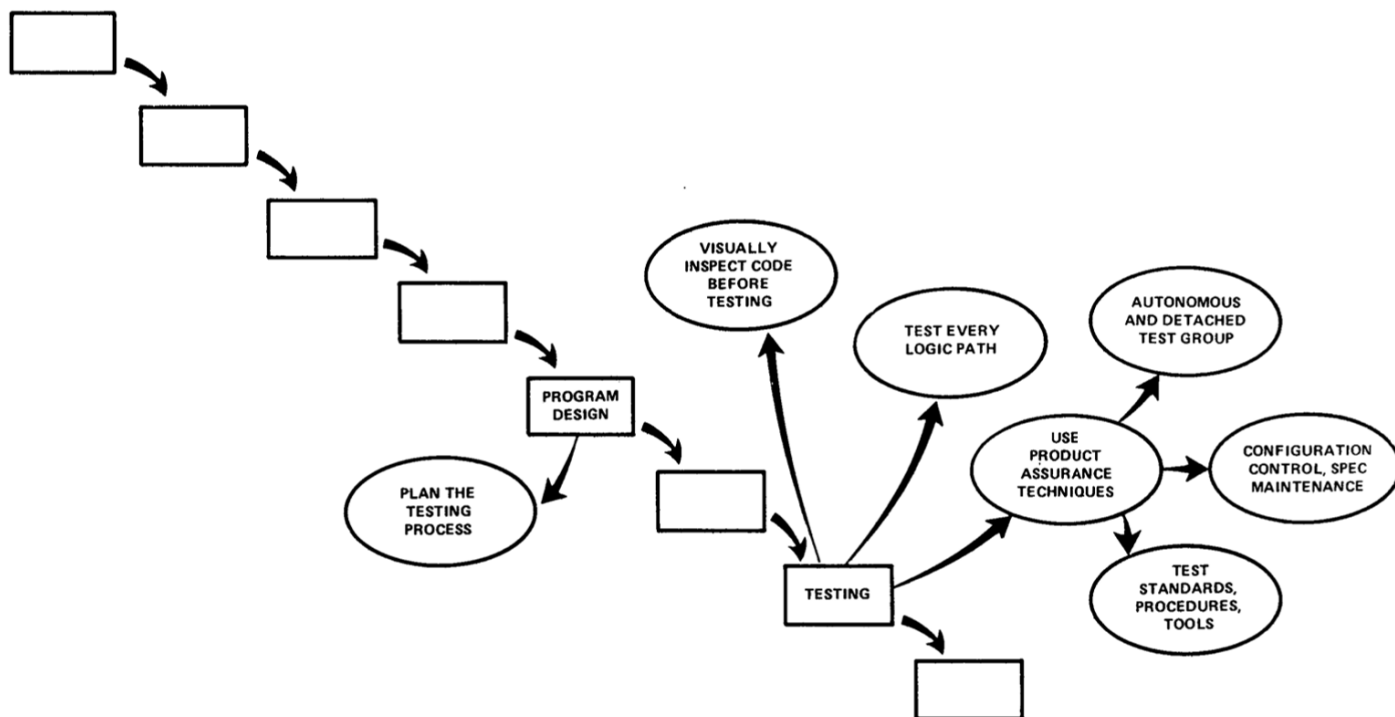 VISUALLY
INSPECT CODE
BEFORE
TESTING
TEST EVERY
LOGIC PATH
AUTONOMOUS
AND DETACHED
TEST GROUP
PROGRAM
DESIGN
USE
PRODUCT
ASSURANCE
TECHNIQUES
CONFIGURATION
CONTROL, SPEC
MAINTENANCE
PLAN THE
TESTING
PROCESS
TESTING
TEST
STANDARDS,
PROCEDURES,
TOOLS